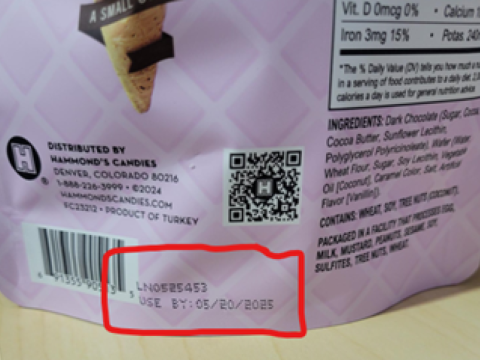 A SMALL
Vit. D 0mcg 0% • Calcium
Iron 3mg 15% • Potas. 240m
*The % Daily Value (DV) tells you how much a
in a serving of food contributes to a daily diet. 2,0
calories a day is used for general nutrition advice.
INGREDIENTS: Dark Chocolate (Sugar, Cocoa
Cocoa Butter, Sunflower Lecithin,
Polyglycerol Polyricinoleate), Wafer (
Wheat Flour, Sugar, Soy Lecithin, Vegetable
Oil [Coconut], Caramel Color, Salt, Artificial
Flavor [Vanillin]).
CONTAINS: WHEAT, SOY, TREE NUTS (COCONUT).
PACKAGED IN A FACILITY THAT PROCESSES EGG,
MILK, MUSTARD, PEANUTS, SESAME, SOY,
SULFITES, TREE NUTS, WHEAT.
H
DISTRIBUTED BY
HAMMOND'S CANDIES
DENVER, COLORADO 80216
1-888-226-3999 • ©2024
HAMMONDSCANDIES.COM
FC23212 • PRODUCT OF TURKEY
H
LN0525453
USE BY:05/20/2025